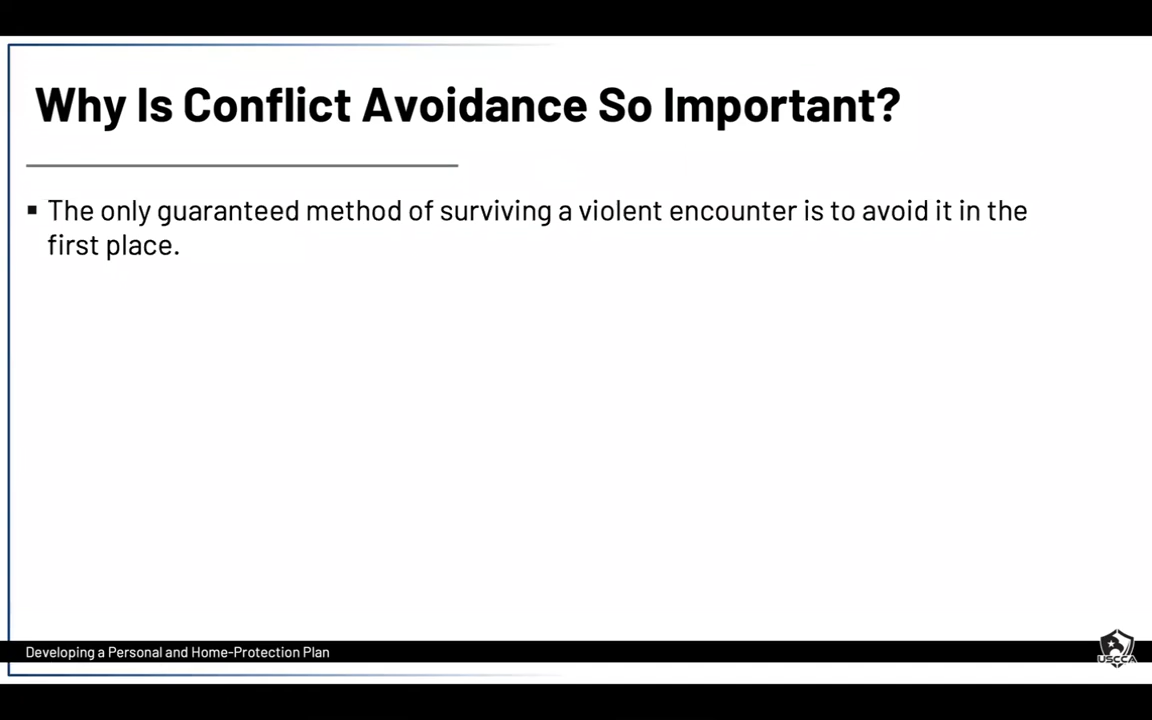 Why Is Conflict Avoidance So Important?
▪ The only guaranteed method of surviving a violent encounter is to avoid it in the
first place.
Developing a Personal and Home-Protection Plan
USCCA